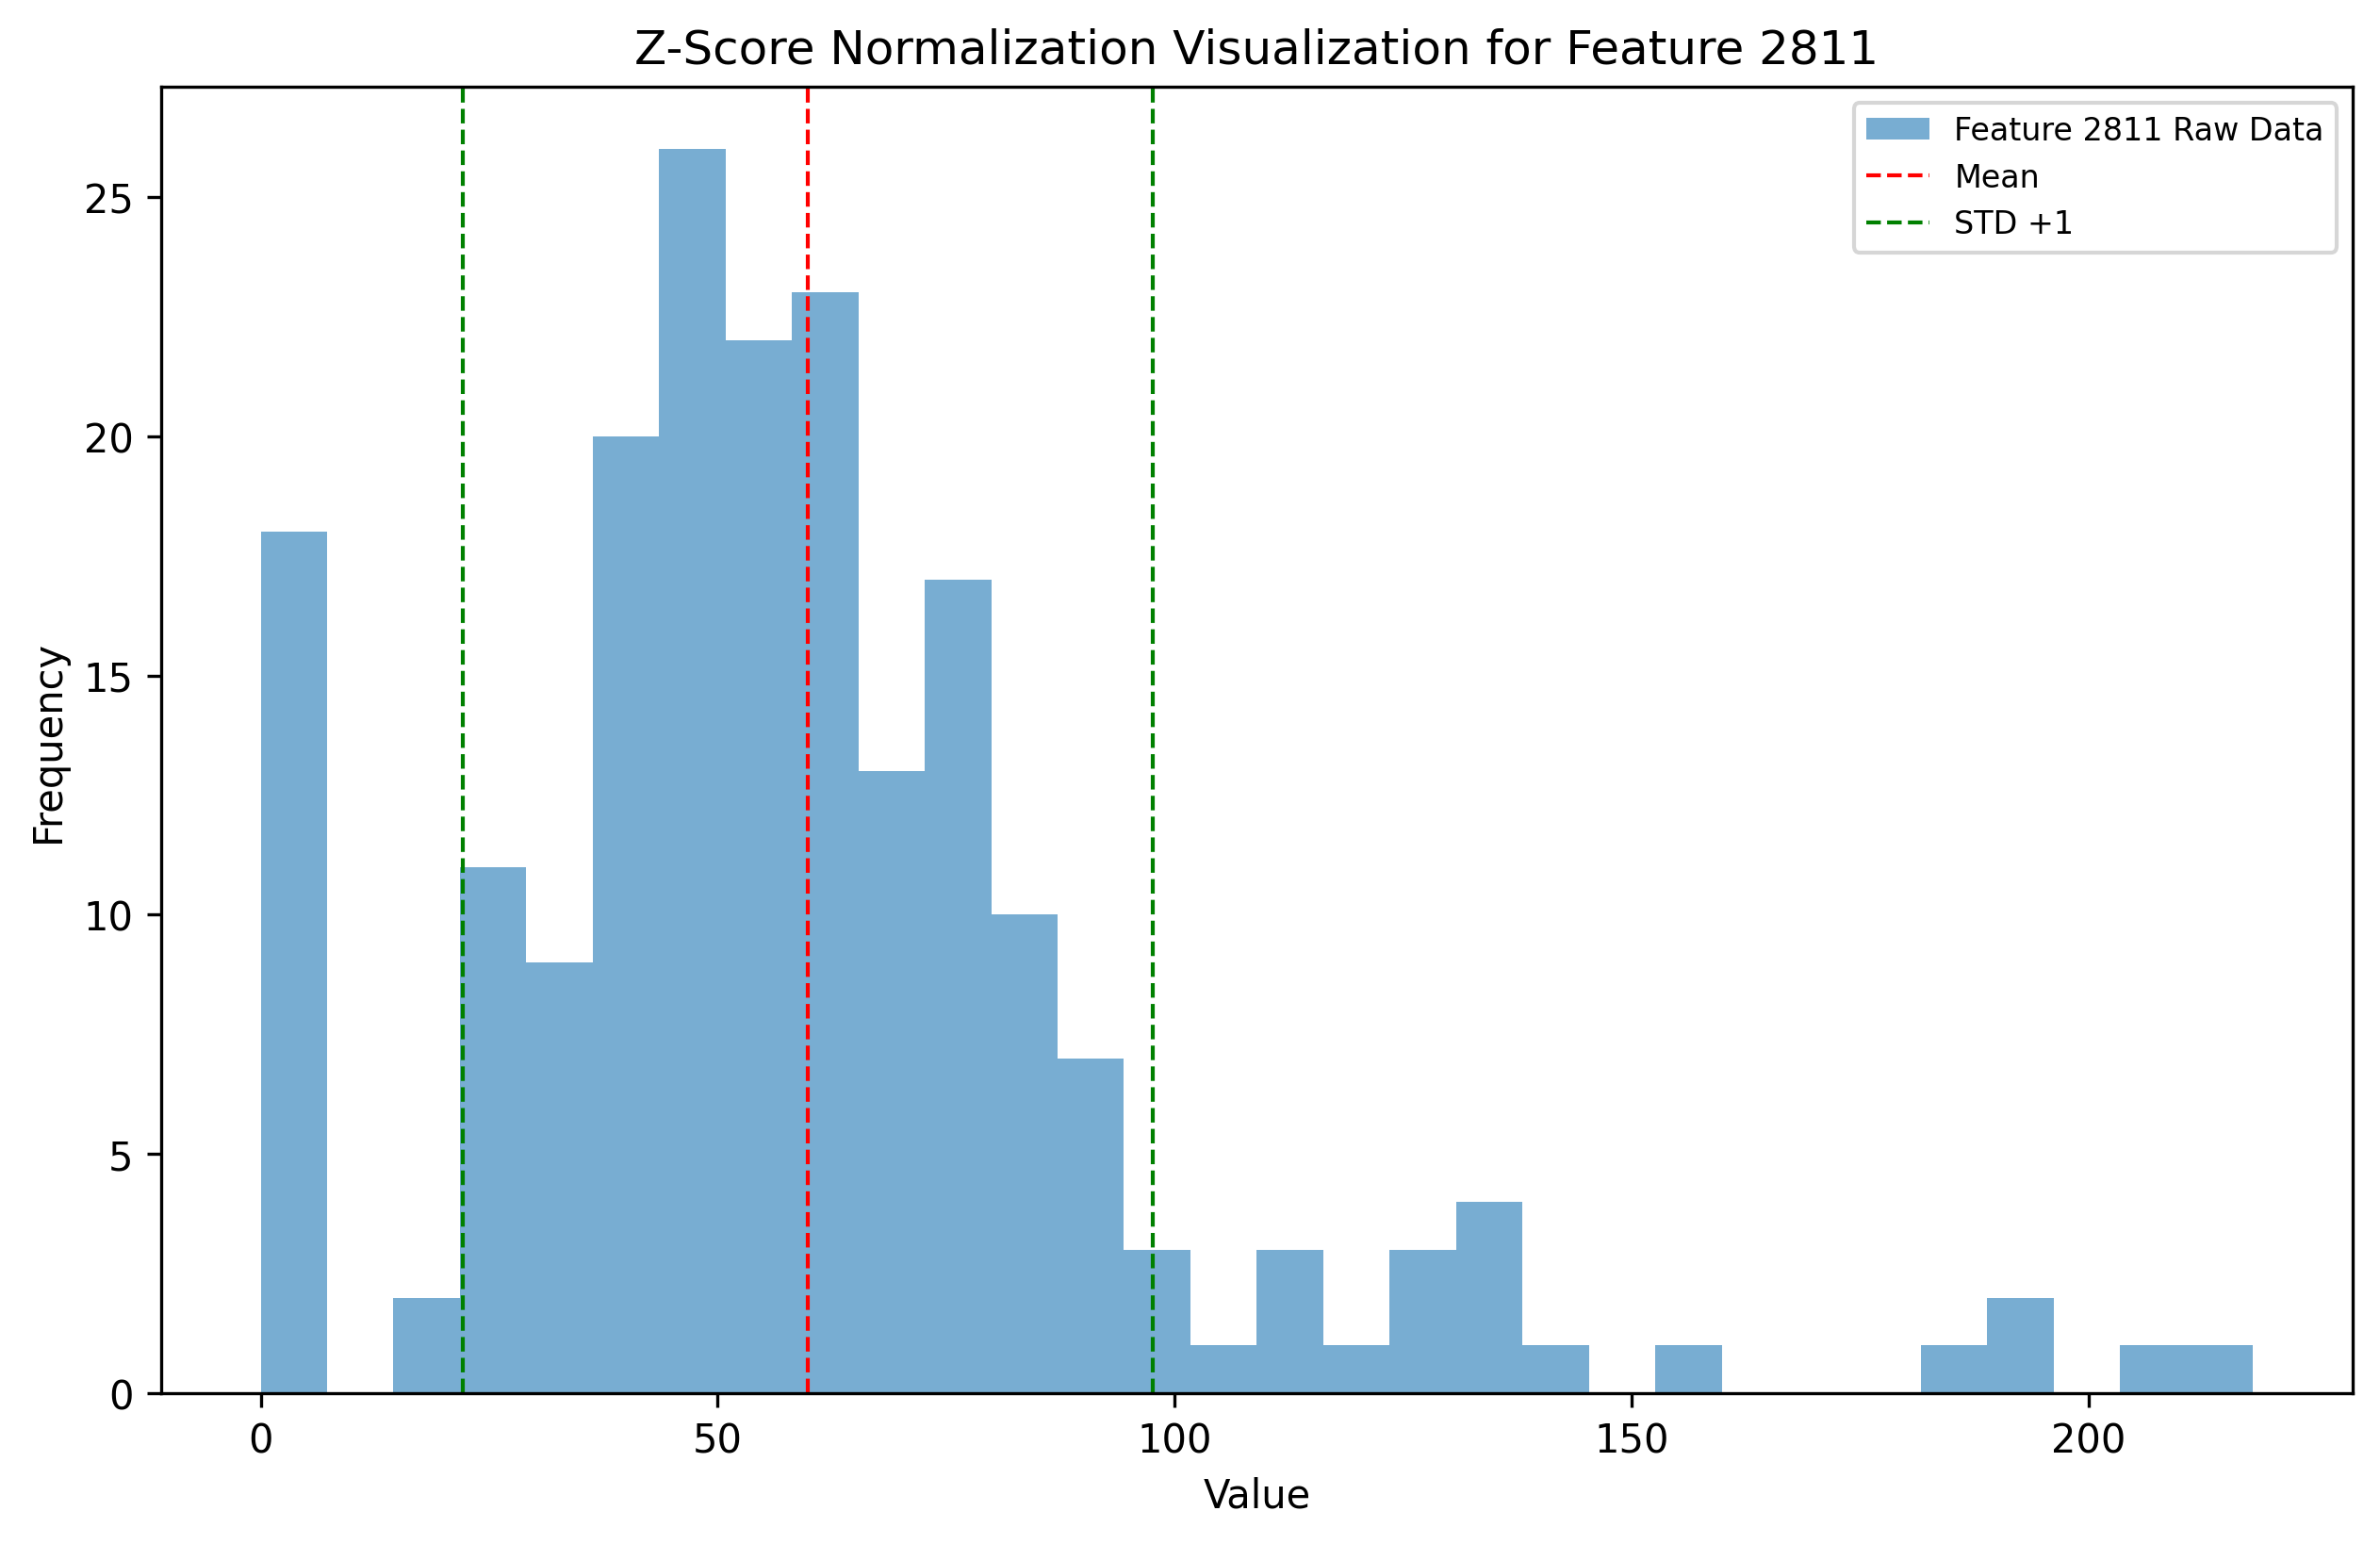 Z-Score Normalization Visualization for Feature 2811
Feature 2811 Raw Data
Mean
STD +1
Frequency
25
20
15
10
5
0
0 50 100 150 200
Value